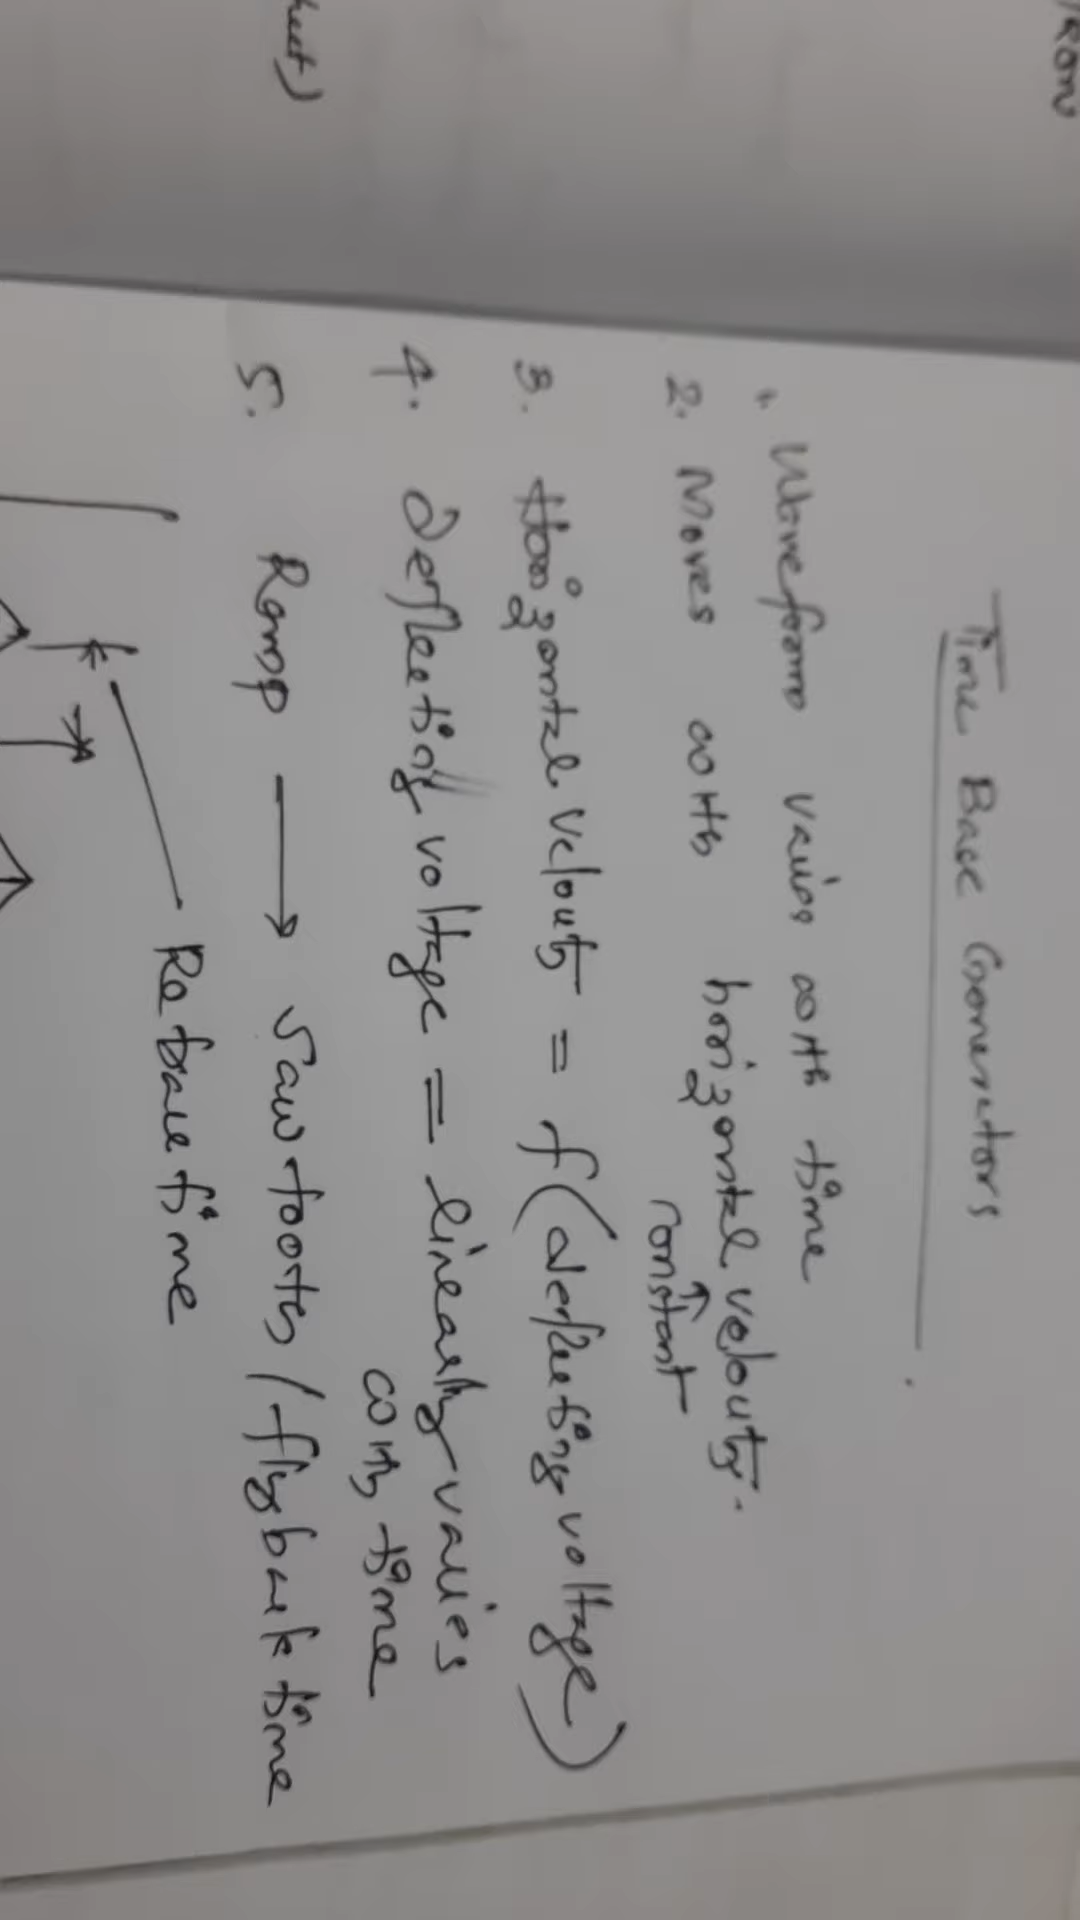 Time Base Generators
1. Waveform varies with time
2. Moves with horizontal velocity.
constant
3. Horizontal velocity = f(deflecting voltage)
4. Deflecting voltage = linearly varies
with time
5. Ramp → Sawtooth / flyback time
Retrace time